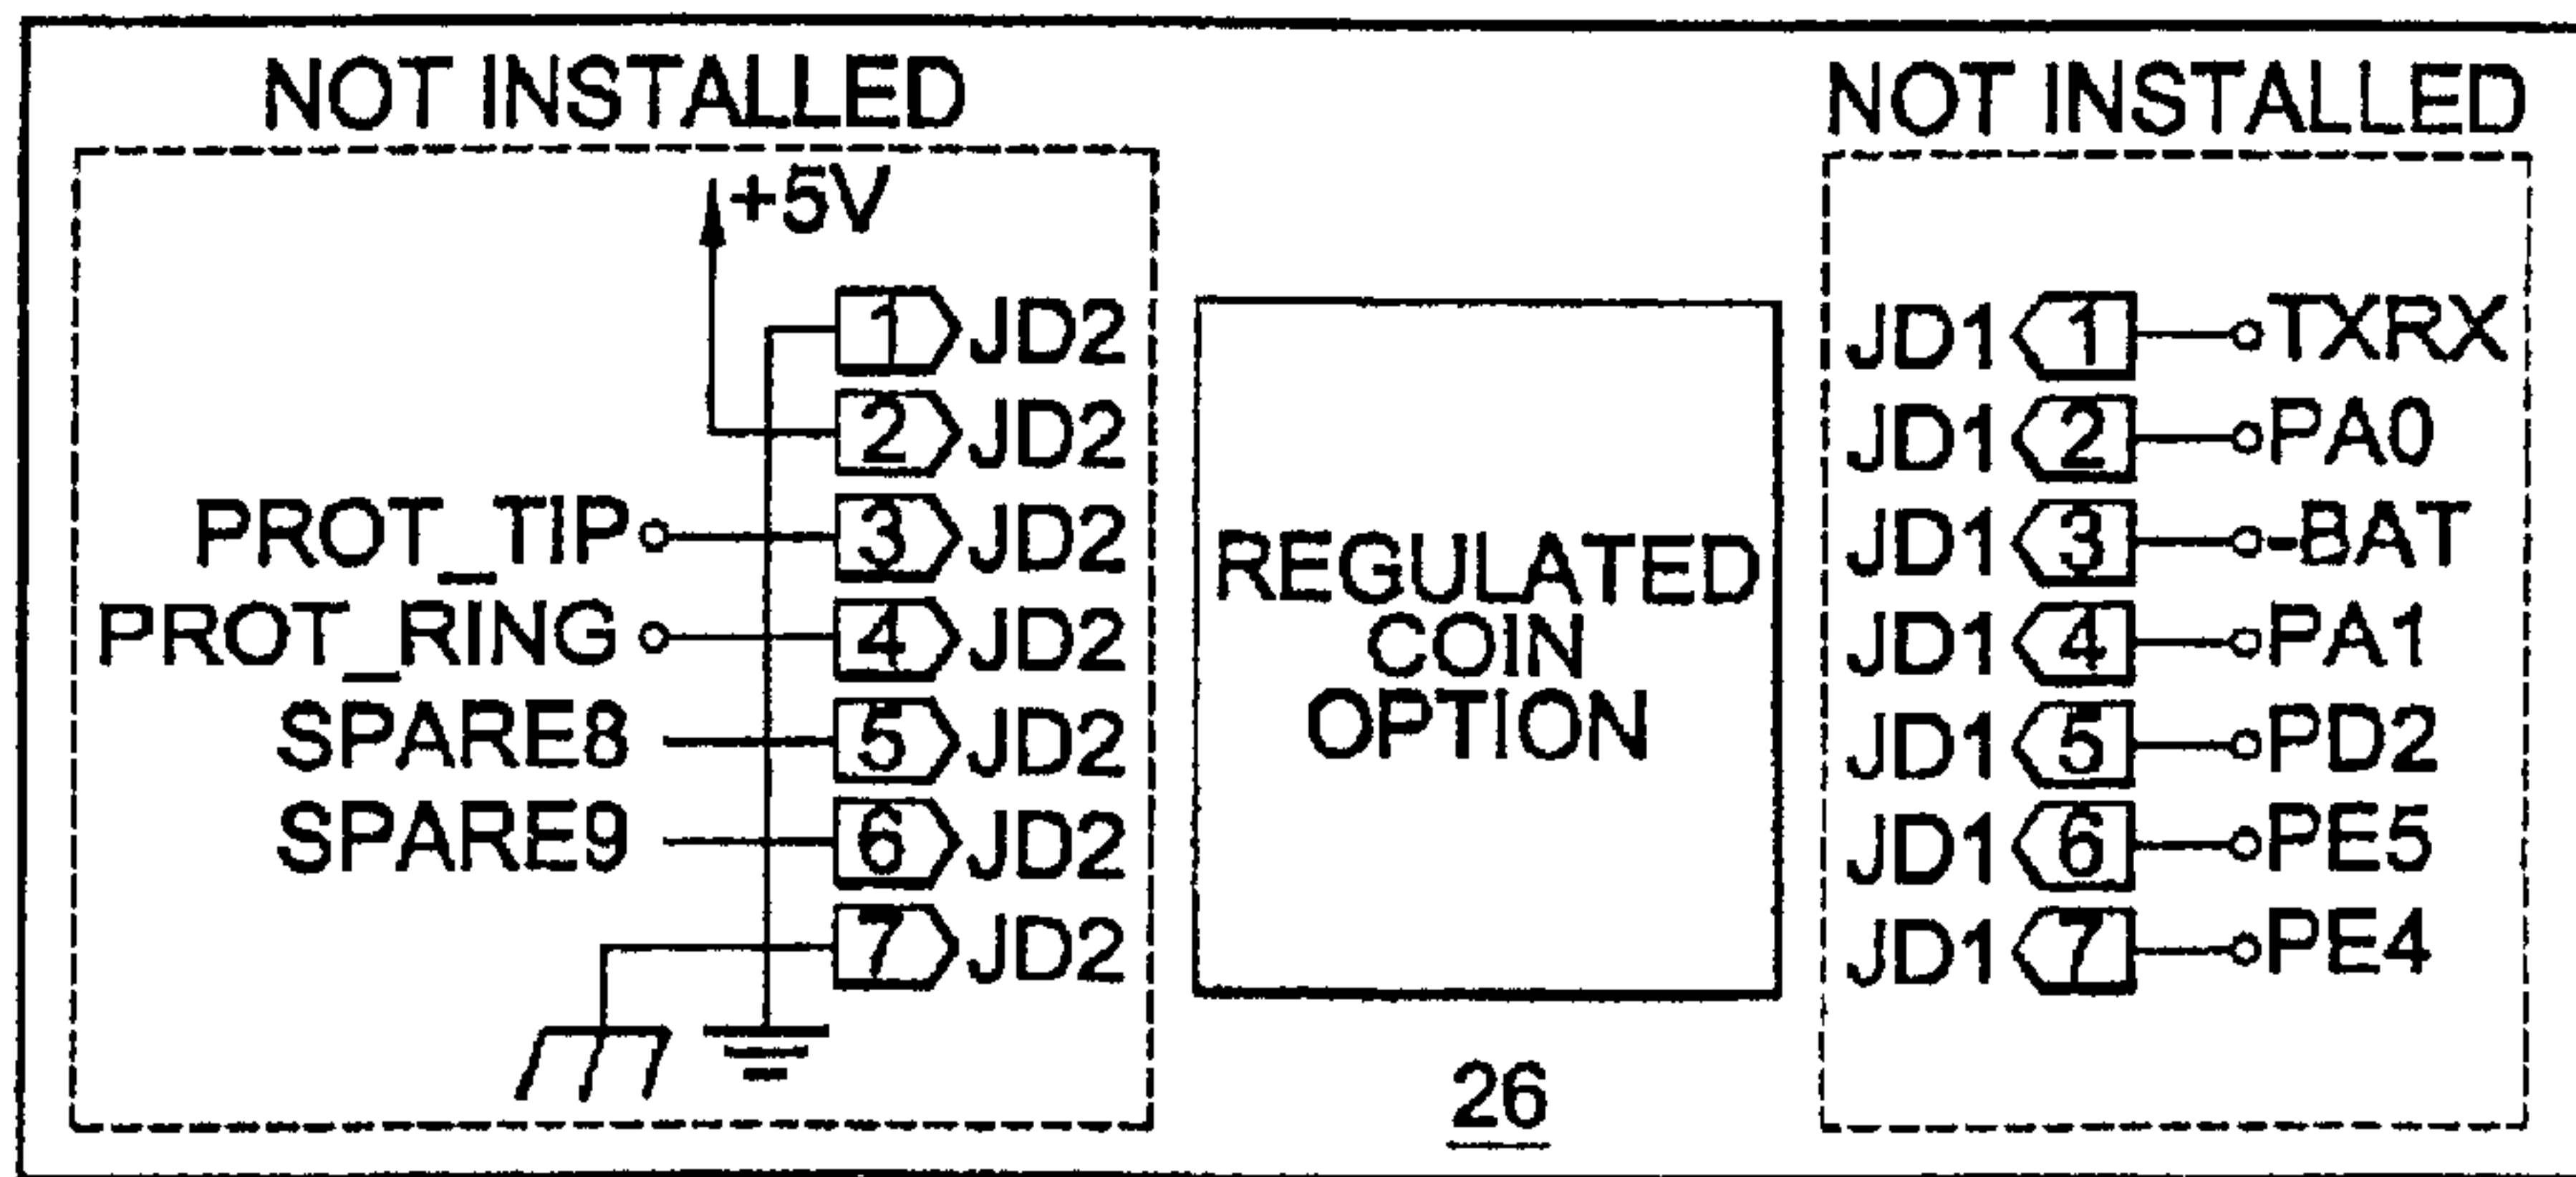 NOT INSTALLED
+5V
1 JD2
2 JD2
PROT_TIP 3 JD2
PROT_RING 4 JD2
SPARE8 5 JD2
SPARE9 6 JD2
7 JD2
REGULATED
COIN
OPTION
26
NOT INSTALLED
JD1 1 TXRX
JD1 2 PA0
JD1 3 -BAT
JD1 4 PA1
JD1 5 PD2
JD1 6 PE5
JD1 7 PE4